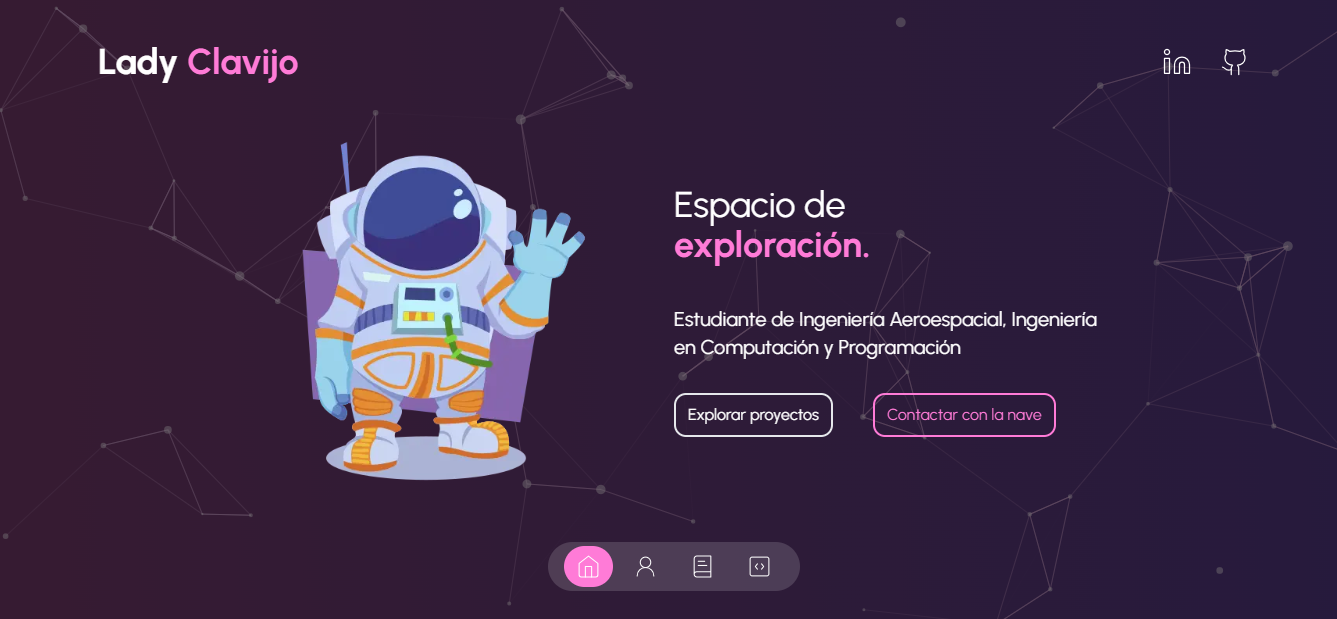 Lady Clavijo
Espacio de
exploración.
Estudiante de Ingeniería Aeroespacial, Ingeniería
en Computación y Programación
Explorar proyectos
Contactar con la nave